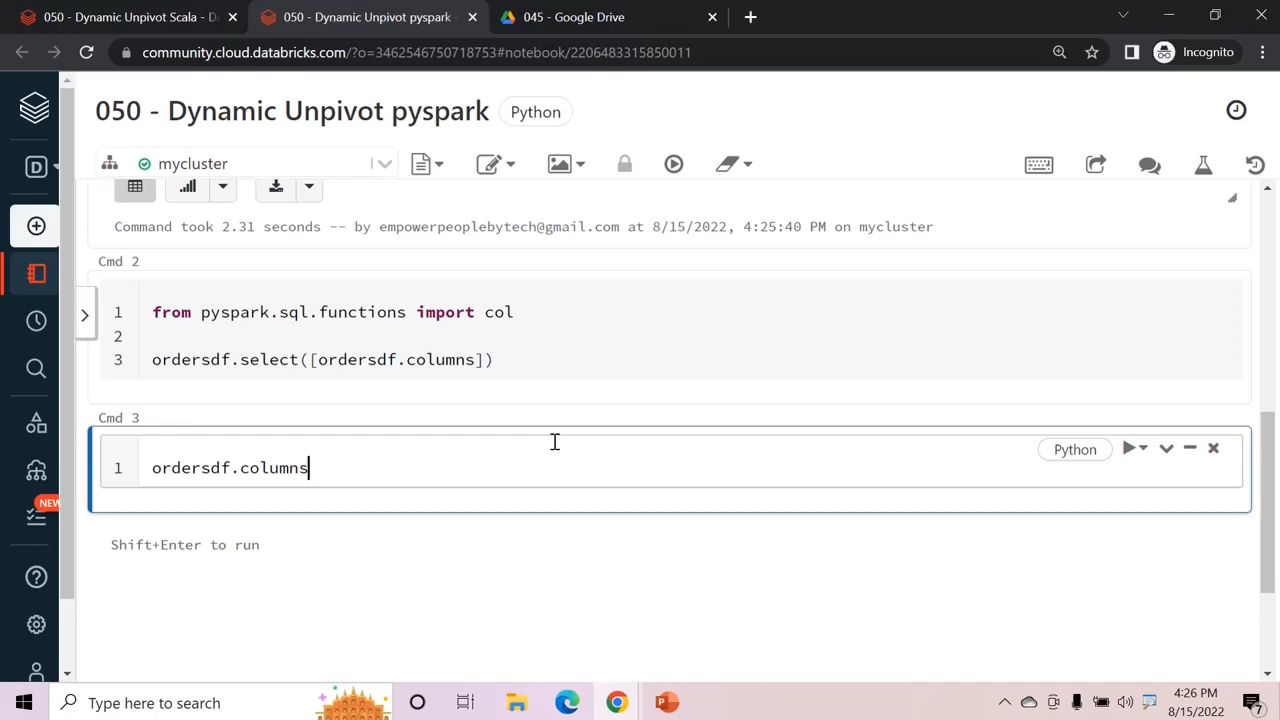 050 - Dynamic Unpivot Scala - D
050 - Dynamic Unpivot pyspark -
045 - Google Drive
community.cloud.databricks.com/?o=3462546750718753#notebook/2206483315850011
Incognito
050 - Dynamic Unpivot pyspark
Python
D
mycluster
Command took 2.31 seconds -- by empowerpeoplebytech@gmail.com at 8/15/2022, 4:25:40 PM on mycluster
Cmd 2
1 from pyspark.sql.functions import col
2
3 ordersdf.select([ordersdf.columns])
Cmd 3
Python
1 ordersdf.columns
NEW
Shift+Enter to run
Type here to search
4:26 PM
8/15/2022
7